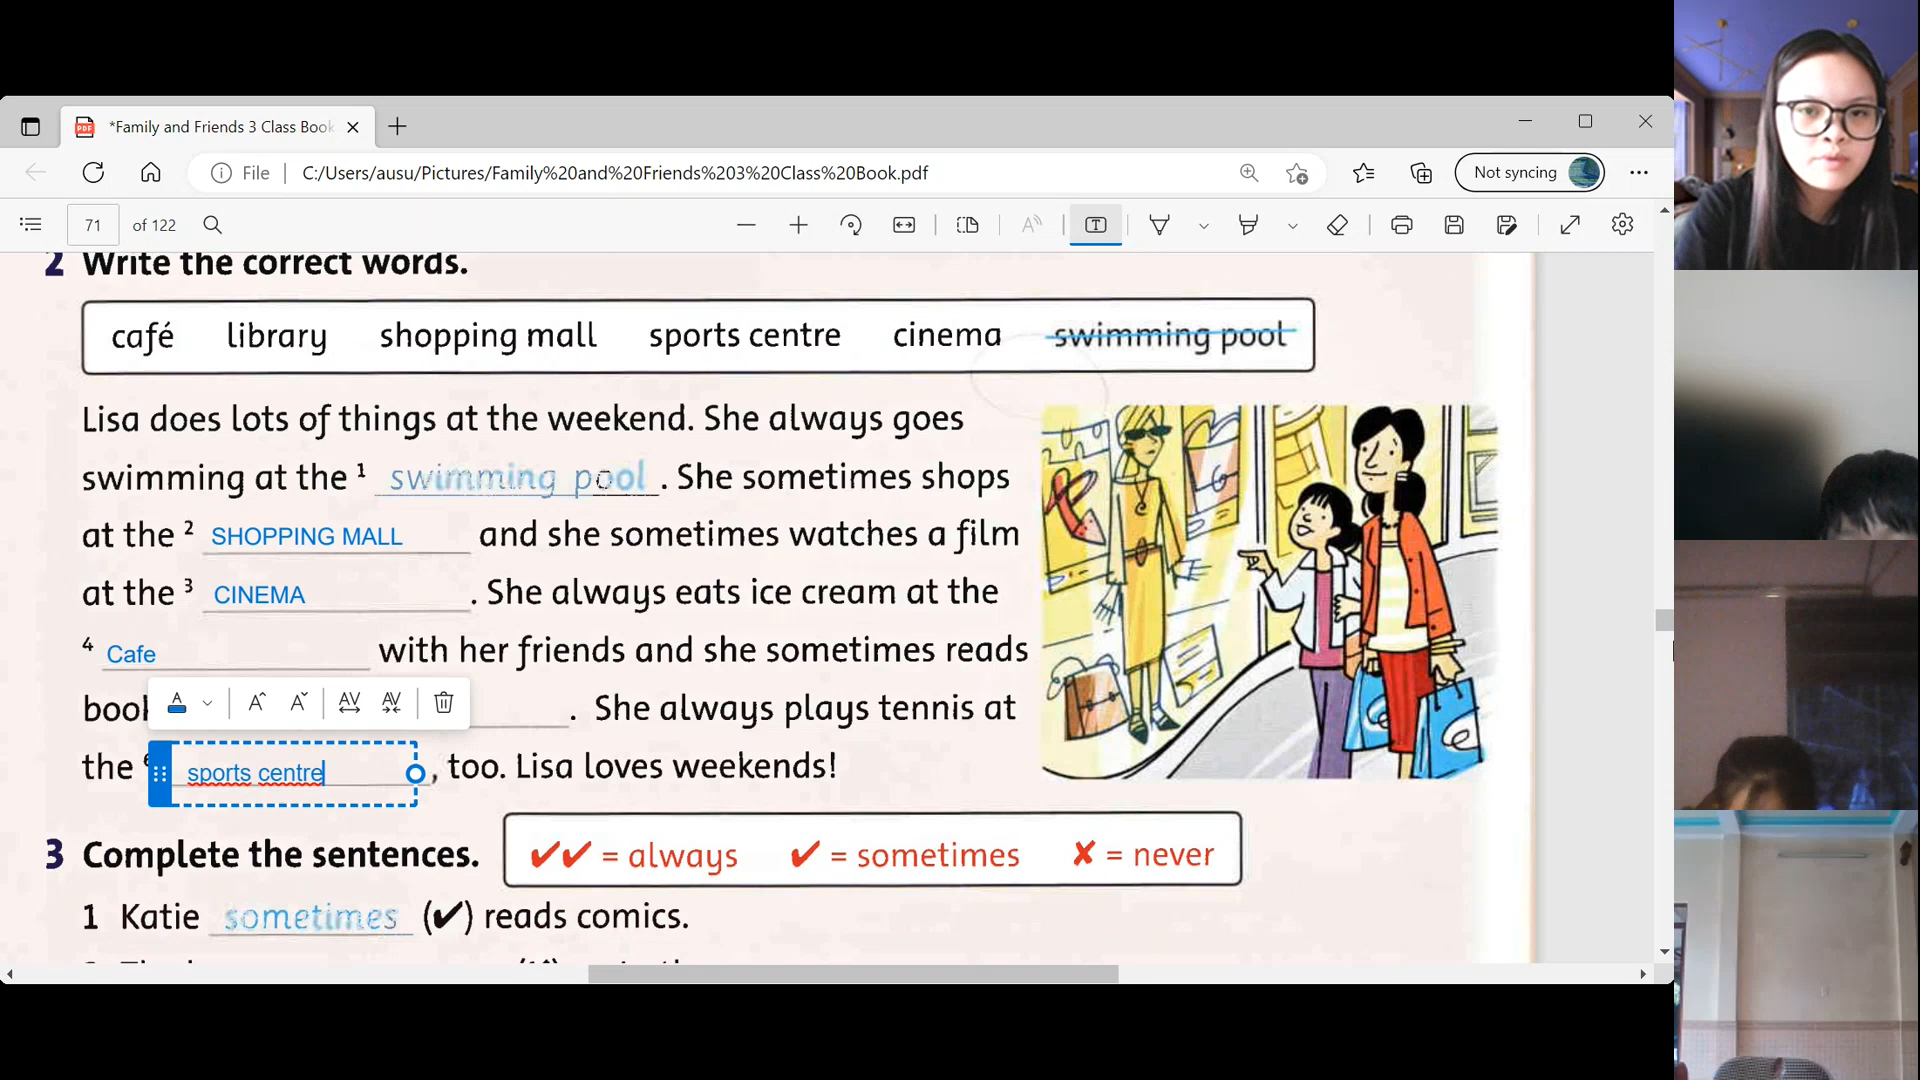 *Family and Friends 3 Class Book
File C:/Users/ausu/Pictures/Family%20and%20Friends%203%20Class%20Book.pdf Not syncing
71 of 122
2 Write the correct words.
café library shopping mall sports centre cinema swimming pool
Lisa does lots of things at the weekend. She always goes
swimming at the 1 swimming pool. She sometimes shops
at the 2 SHOPPING MALL and she sometimes watches a film
at the 3 CINEMA. She always eats ice cream at the
4 Cafe with her friends and she sometimes reads
. She always plays tennis at
the sports centre, too. Lisa loves weekends!
3 Complete the sentences. ✔✔ = always ✔ = sometimes ✘ = never
1 Katie sometimes (✔) reads comics.